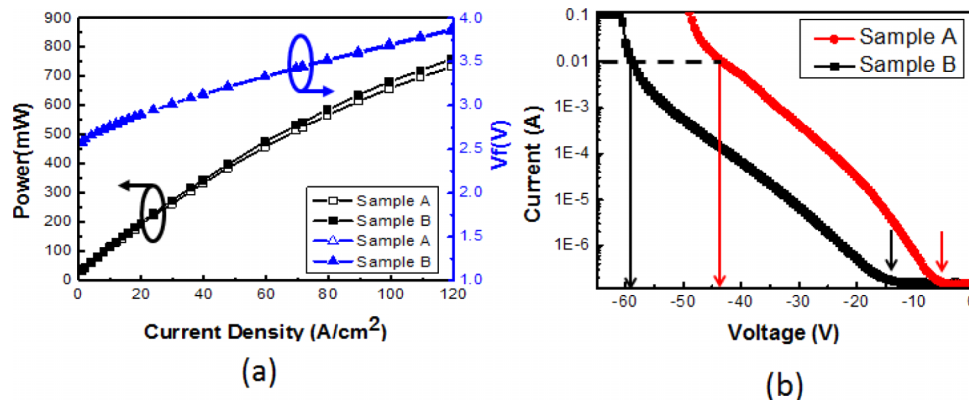 900
800
700
600
500
400
300
200
100
0
Power(mW)
4.0
3.5
3.0
2.5
2.0
1.5
1.0
Vf(V)
Sample A
Sample B
Sample A
Sample B
0 20 40 60 80 100 120
Current Density (A/cm²)
(a)
0.1
0.01
1E-3
1E-4
1E-5
1E-6
Current (A)
Sample A
Sample B
-60 -50 -40 -30 -20 -10 0
Voltage (V)
(b)